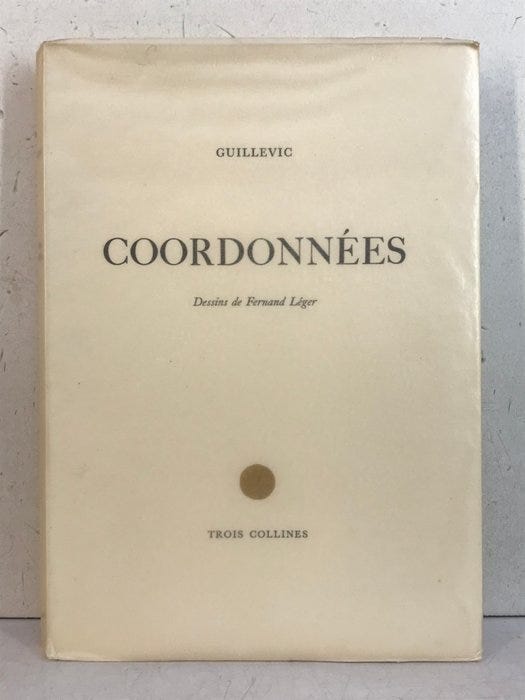 GUILLEVIC
COORDONNÉES
Dessins de Fernand Léger
TROIS COLLINES